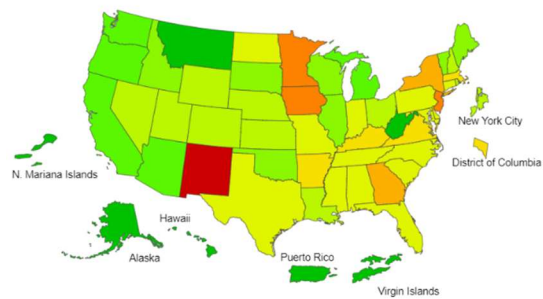 New York City
District of Columbia
N. Mariana Islands
Hawaii
Alaska
Puerto Rico
Virgin Islands